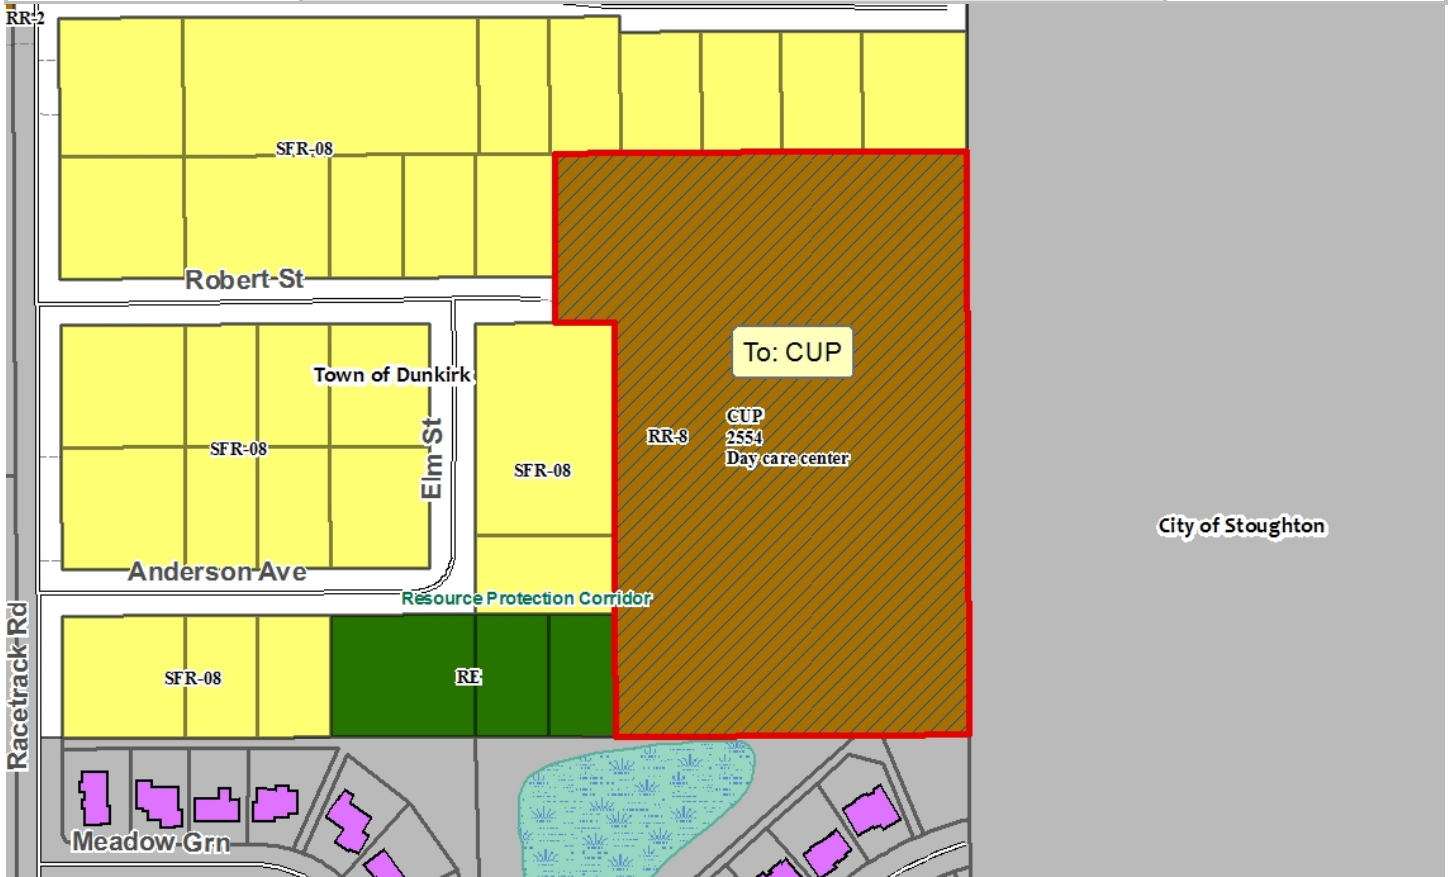 RR-2
SFR-08
Robert St
To: CUP
Town of Dunkirk
CUP
2554
Day care center
RR-8
SFR-08
Elm St
SFR-08
City of Stoughton
Anderson Ave
Resource Protection Corridor
Racetrack Rd
SFR-08
RE
Meadow Grn